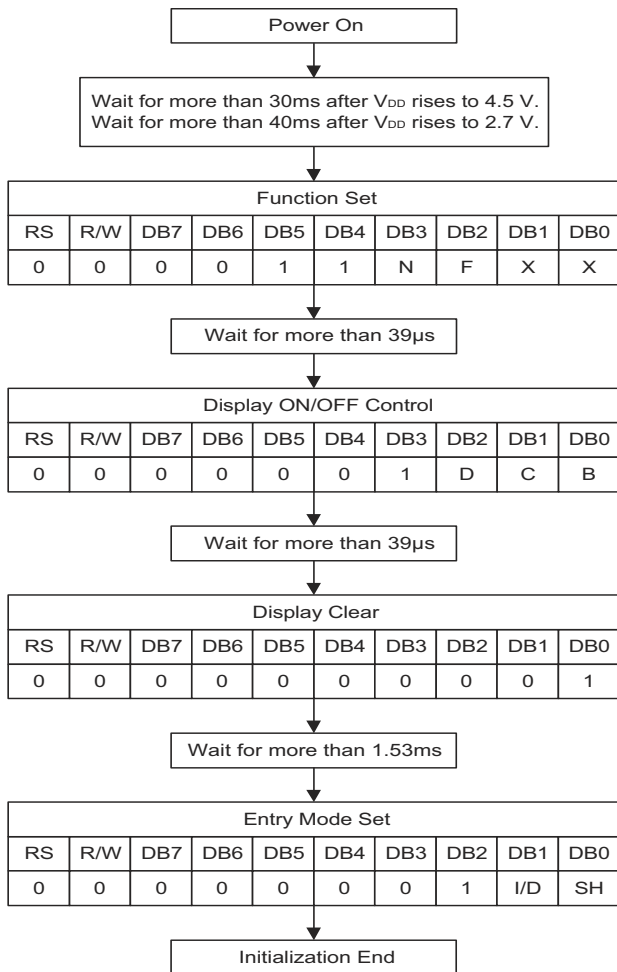 Power On
Wait for more than 30ms after VDD rises to 4.5 V.
Wait for more than 40ms after VDD rises to 2.7 V.
Function Set
RS R/W DB7 DB6 DB5 DB4 DB3 DB2 DB1 DB0
0 0 0 0 1 1 N F X X
Wait for more than 39µs
Display ON/OFF Control
RS R/W DB7 DB6 DB5 DB4 DB3 DB2 DB1 DB0
0 0 0 0 0 0 1 D C B
Wait for more than 39µs
Display Clear
RS R/W DB7 DB6 DB5 DB4 DB3 DB2 DB1 DB0
0 0 0 0 0 0 0 0 0 1
Wait for more than 1.53ms
Entry Mode Set
RS R/W DB7 DB6 DB5 DB4 DB3 DB2 DB1 DB0
0 0 0 0 0 0 0 1 I/D SH
Initialization End